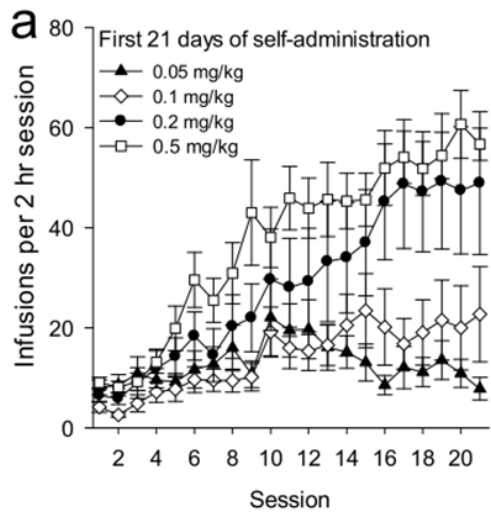 a
80
First 21 days of self-administration
0.05 mg/kg
0.1 mg/kg
0.2 mg/kg
0.5 mg/kg
60
40
20
0
Infusions per 2 hr session
2 4 6 8 10 12 14 16 18 20
Session